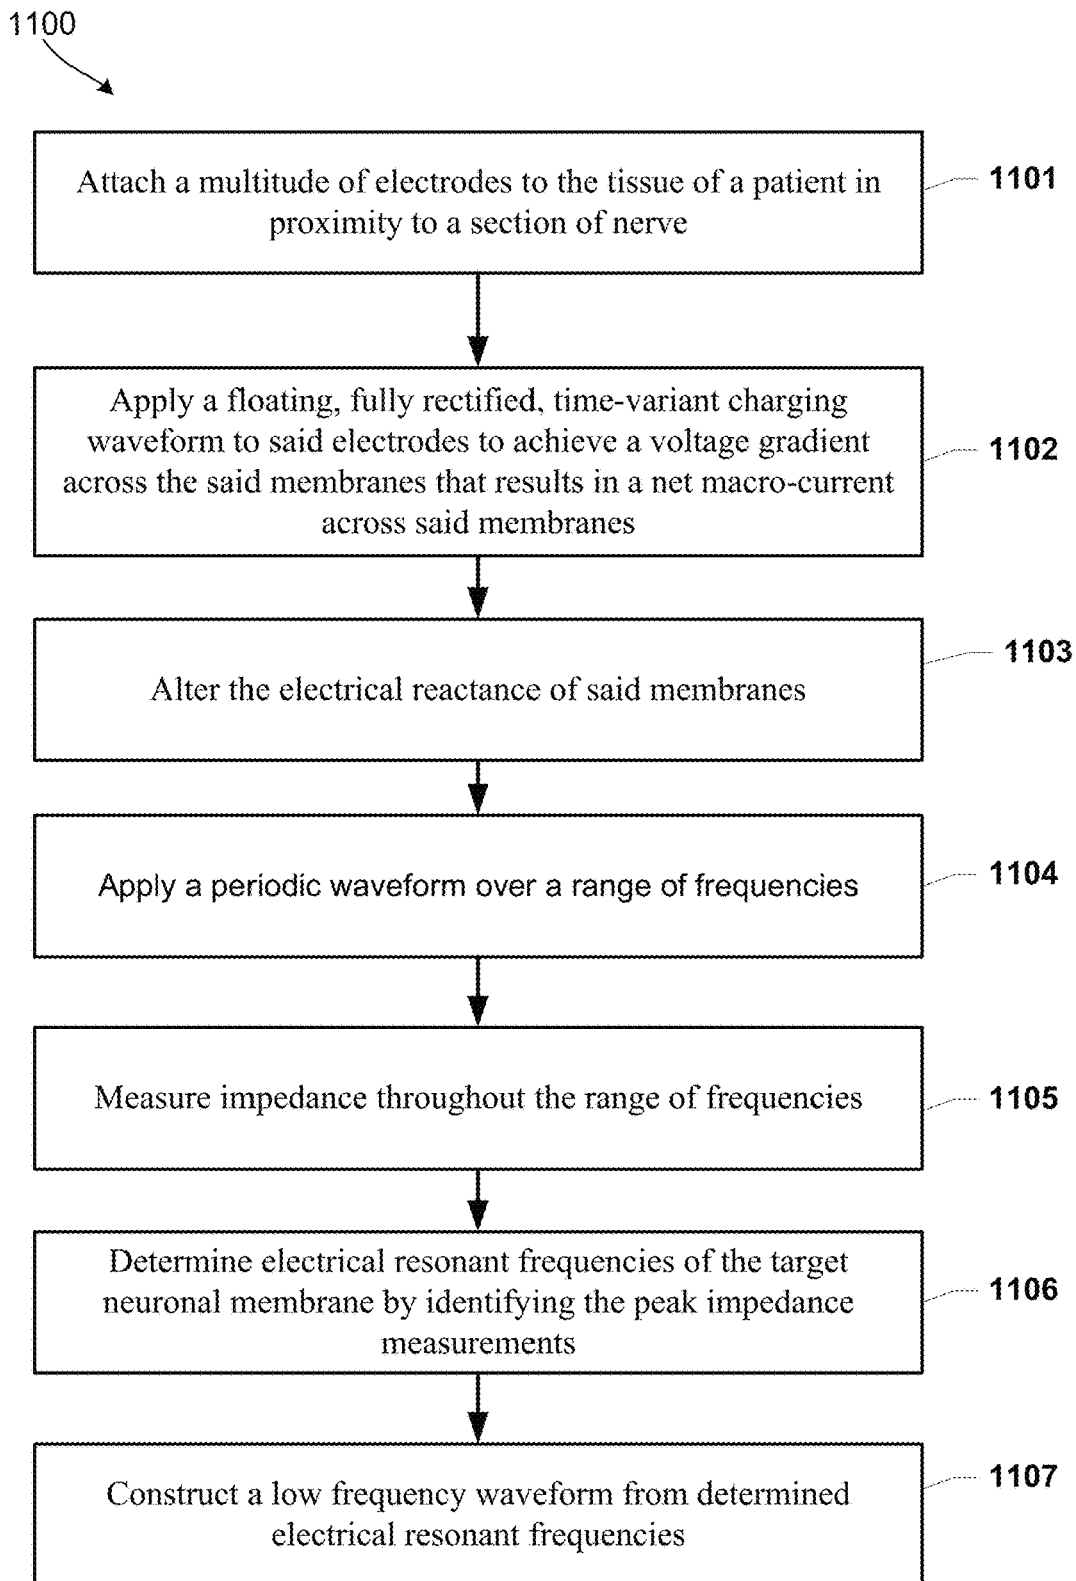 1100
Attach a multitude of electrodes to the tissue of a patient in
proximity to a section of nerve
1101
Apply a floating, fully rectified, time-variant charging
waveform to said electrodes to achieve a voltage gradient
across the said membranes that results in a net macro-current
across said membranes
1102
Alter the electrical reactance of said membranes
1103
Apply a periodic waveform over a range of frequencies
1104
Measure impedance throughout the range of frequencies
1105
Determine electrical resonant frequencies of the target
neuronal membrane by identifying the peak impedance
measurements
1106
Construct a low frequency waveform from determined
electrical resonant frequencies
1107